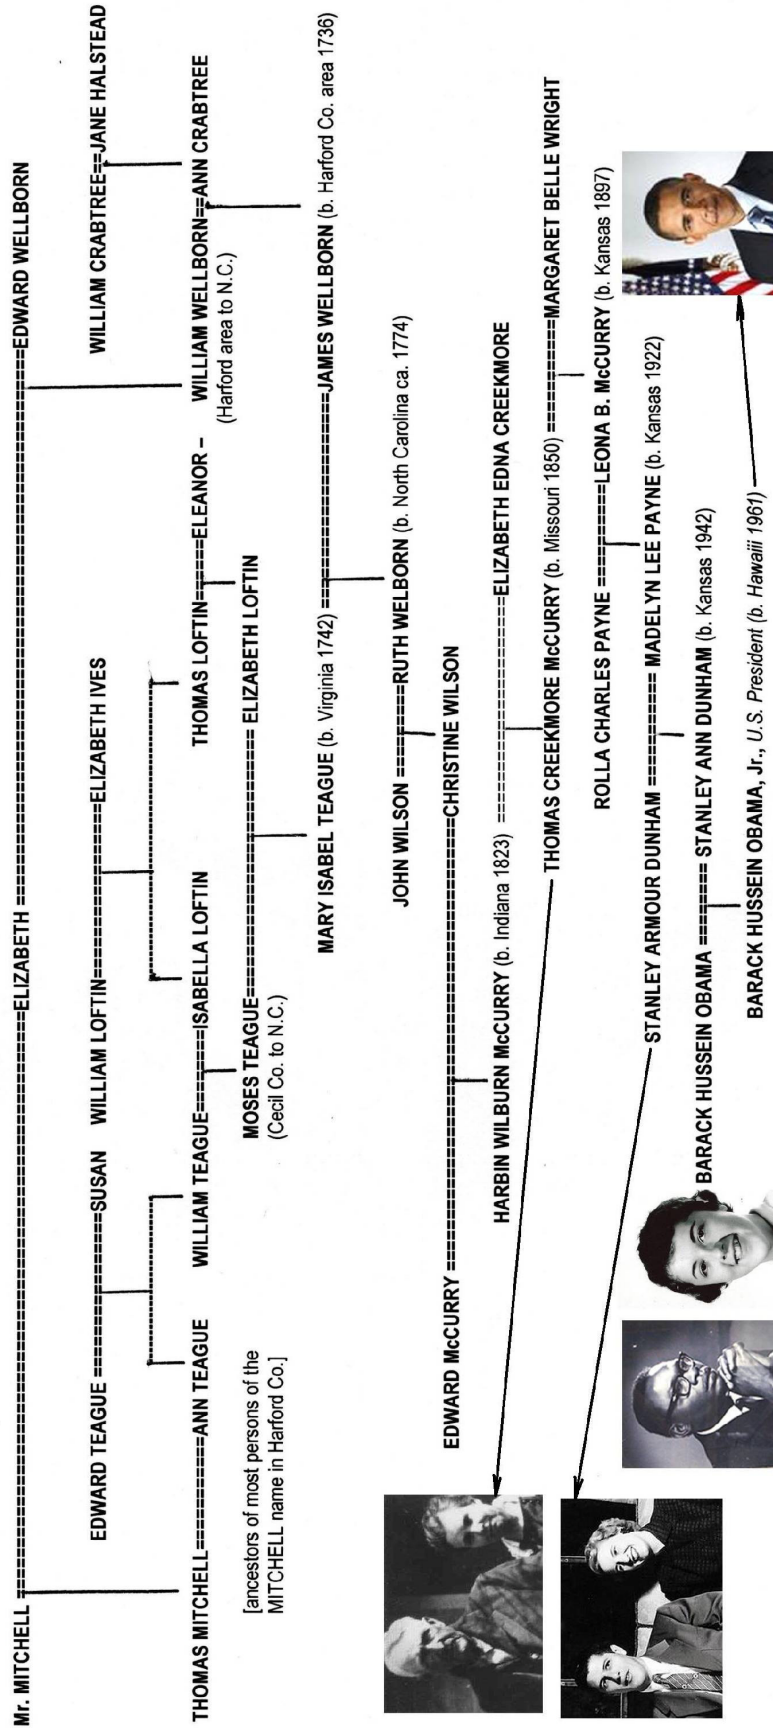 Mr. MITCHELL ==================ELIZABETH ==================EDWARD WELLBORN
EDWARD TEAGUE =========SUSAN WILLIAM LOFTIN=========ELIZABETH IVES WILLIAM CRABTREE==JANE HALSTEAD
THOMAS MITCHELL===========ANN TEAGUE WILLIAM TEAGUE======ISABELLA LOFTIN THOMAS LOFTIN======ELEANOR – WILLIAM WELLBORN==ANN CRABTREE
(Harford area to N.C.)
[ancestors of most persons of the
MITCHELL name in Harford Co.]
MOSES TEAGUE==================ELIZABETH LOFTIN
(Cecil Co. to N.C.)
MARY ISABEL TEAGUE (b. Virginia 1742) ==================JAMES WELLBORN (b. Harford Co. area 1736)
JOHN WILSON =======RUTH WELBORN (b. North Carolina ca. 1774)
EDWARD McCURRY ==================CHRISTINE WILSON
HARBIN WILBURN McCURRY (b. Indiana 1823) ==================ELIZABETH EDNA CREEKMORE
THOMAS CREEKMORE McCURRY (b. Missouri 1850) =========MARGARET BELLE WRIGHT
ROLLA CHARLES PAYNE =========LEONA B. McCURRY (b. Kansas 1897)
STANLEY ARMOUR DUNHAM ======== MADELYN LEE PAYNE (b. Kansas 1922)
BARACK HUSSEIN OBAMA ====== STANLEY ANN DUNHAM (b. Kansas 1942)
BARACK HUSSEIN OBAMA, Jr., U.S. President (b. Hawaiii 1961)